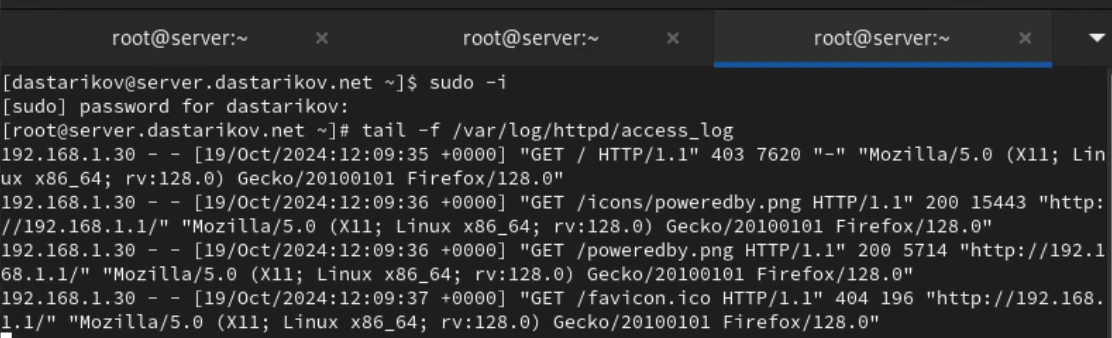 root@server:~ × root@server:~ × root@server:~ ×
[dastarikov@server.dastarikov.net ~]$ sudo -i
[sudo] password for dastarikov:
[root@server.dastarikov.net ~]# tail -f /var/log/httpd/access_log
192.168.1.30 - - [19/Oct/2024:12:09:35 +0000] "GET / HTTP/1.1" 403 7620 "-" "Mozilla/5.0 (X11; Lin
ux x86_64; rv:128.0) Gecko/20100101 Firefox/128.0"
192.168.1.30 - - [19/Oct/2024:12:09:36 +0000] "GET /icons/poweredby.png HTTP/1.1" 200 15443 "http:
//192.168.1.1/" "Mozilla/5.0 (X11; Linux x86_64; rv:128.0) Gecko/20100101 Firefox/128.0"
192.168.1.30 - - [19/Oct/2024:12:09:36 +0000] "GET /poweredby.png HTTP/1.1" 200 5714 "http://192.1
68.1.1/" "Mozilla/5.0 (X11; Linux x86_64; rv:128.0) Gecko/20100101 Firefox/128.0"
192.168.1.30 - - [19/Oct/2024:12:09:37 +0000] "GET /favicon.ico HTTP/1.1" 404 196 "http://192.168.
1.1/" "Mozilla/5.0 (X11; Linux x86_64; rv:128.0) Gecko/20100101 Firefox/128.0"